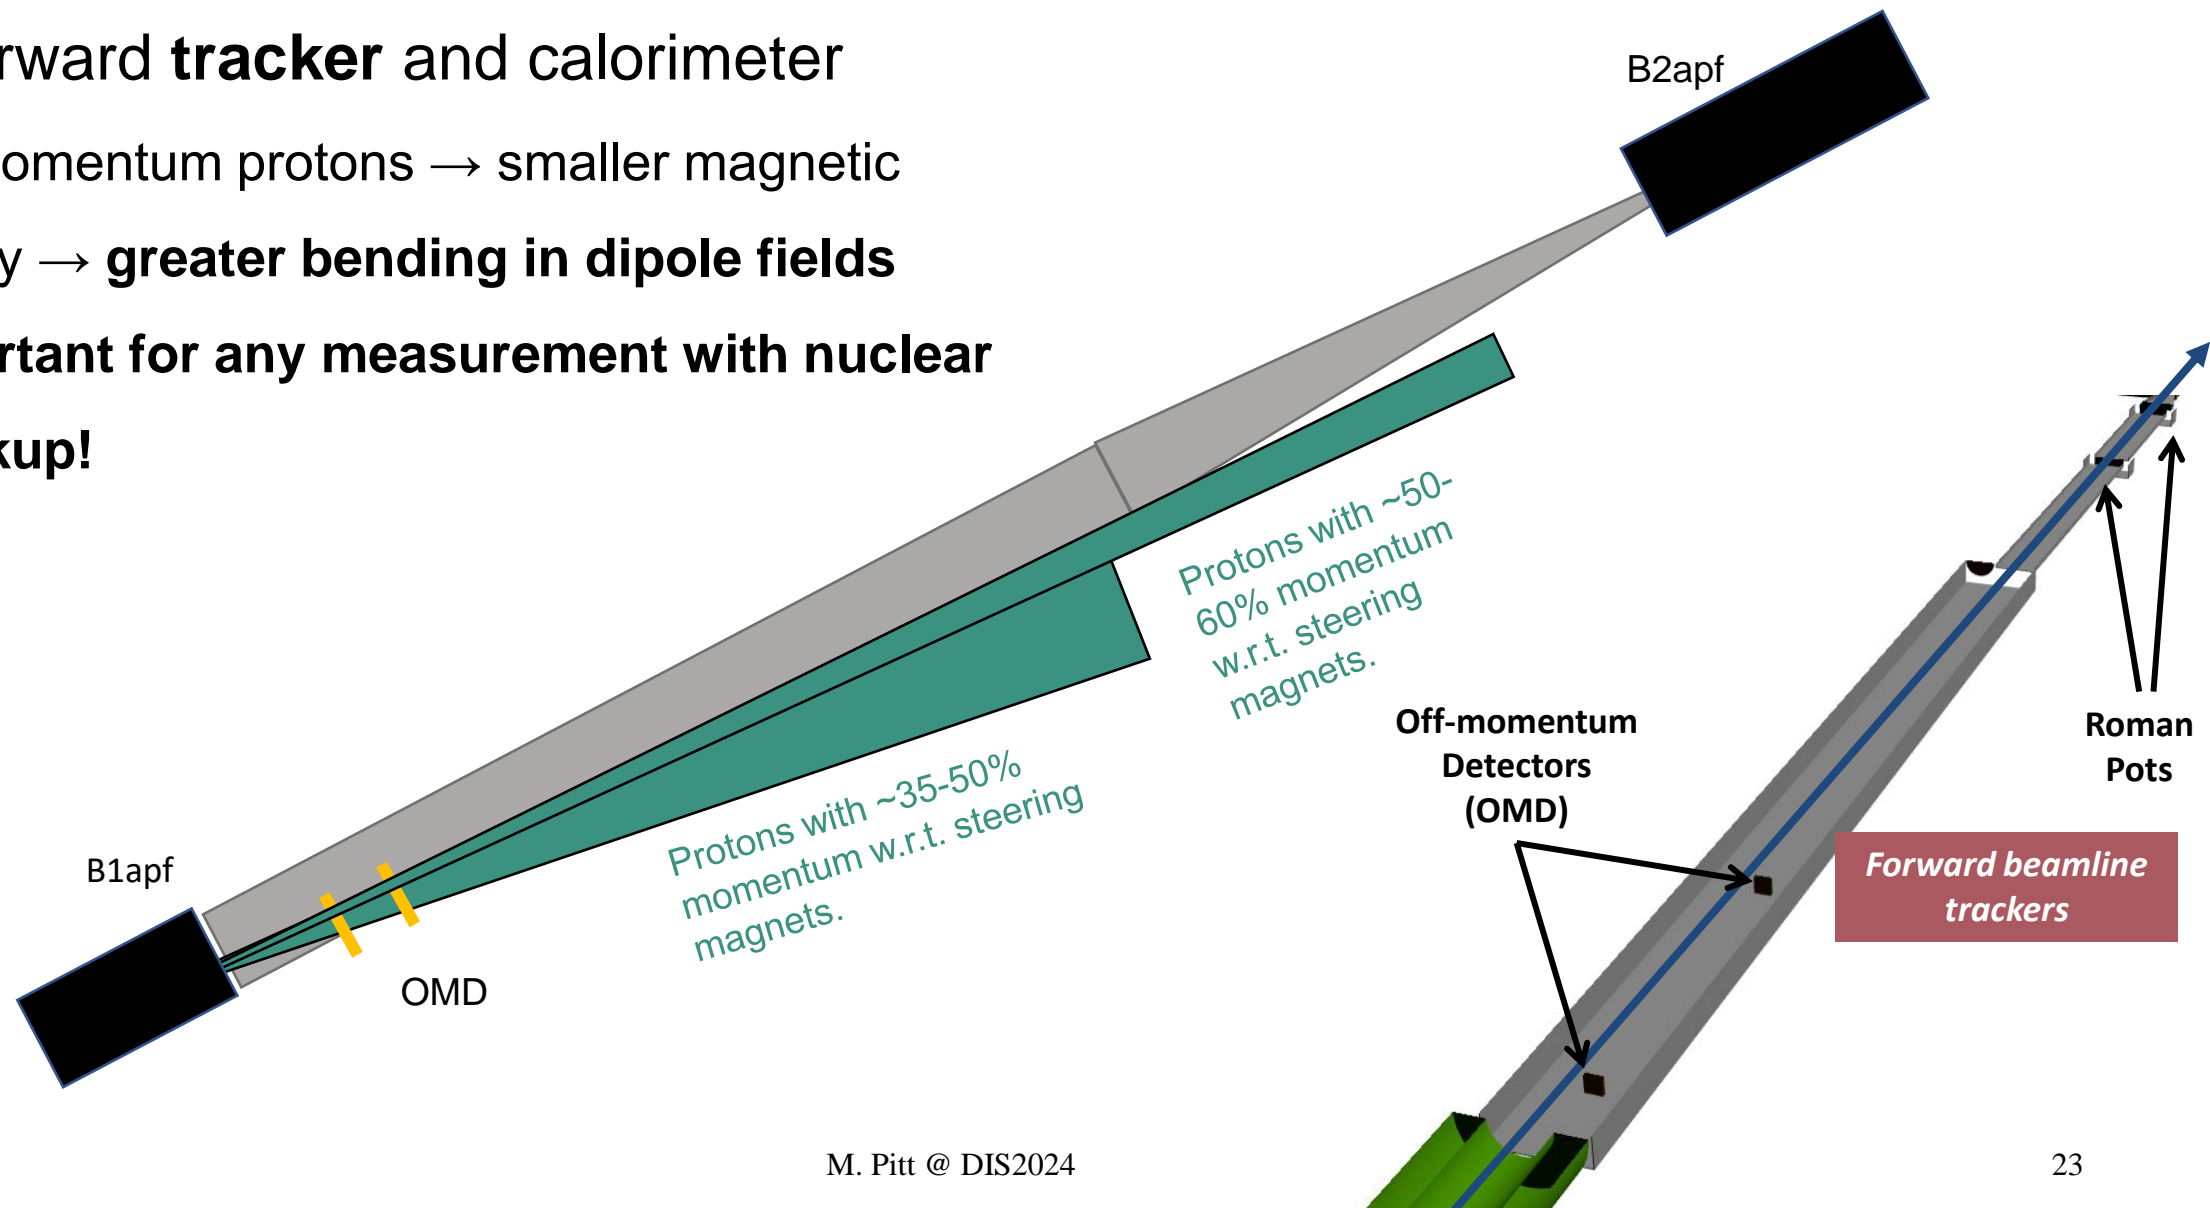 rward tracker and calorimeter
omentum protons → smaller magnetic
y → greater bending in dipole fields
rtant for any measurement with nuclear
kup!
B2apf
Protons with ~50-
60% momentum
w.r.t. steering
magnets.
Off-momentum
Detectors
(OMD)
Roman
Pots
Protons with ~35-50%
momentum w.r.t. steering
magnets.
B1apf
Forward beamline
trackers
OMD
M. Pitt @ DIS2024
23